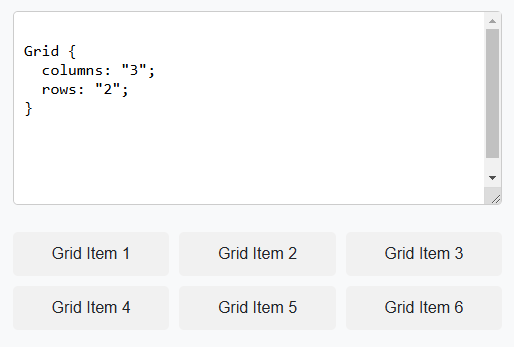 Grid {
  columns: "3";
  rows: "2";
}
Grid Item 1 Grid Item 2 Grid Item 3
Grid Item 4 Grid Item 5 Grid Item 6